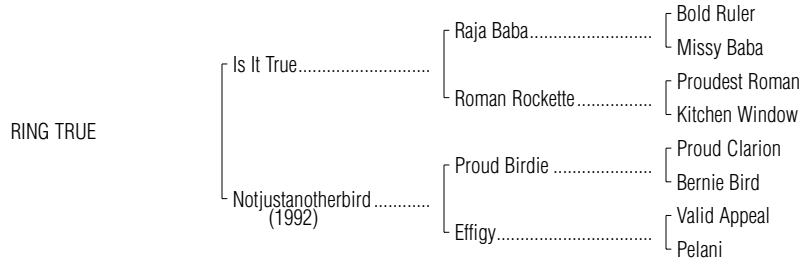 Bold Ruler
Raja Baba..............................
Missy Baba
Is It True...........................
Proudest Roman
Roman Rockette ..................
Kitchen Window
RING TRUE
Proud Clarion
Proud Birdie .......................
Bernie Bird
Notjustanotherbird............
(1992)
Valid Appeal
Effigy....................................
Pelani